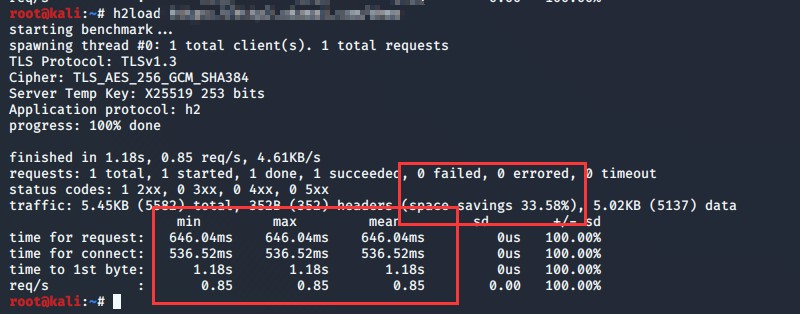 req/s : 0.00 100.00%
root@kali:~# h2load
starting benchmark...
spawning thread #0: 1 total client(s). 1 total requests
TLS Protocol: TLSv1.3
Cipher: TLS_AES_256_GCM_SHA384
Server Temp Key: X25519 253 bits
Application protocol: h2
progress: 100% done
finished in 1.18s, 0.85 req/s, 4.61KB/s
requests: 1 total, 1 started, 1 done, 1 succeeded, 0 failed, 0 errored, 0 timeout
status codes: 1 2xx, 0 3xx, 0 4xx, 0 5xx
traffic: 5.45KB (5582) total, 352B (352) headers (space savings 33.58%), 5.02KB (5137) data
min max mean sd +/- sd
time for request: 646.04ms 646.04ms 646.04ms 0us 100.00%
time for connect: 536.52ms 536.52ms 536.52ms 0us 100.00%
time to 1st byte: 1.18s 1.18s 1.18s 0us 100.00%
req/s : 0.85 0.85 0.85 0.00 100.00%
root@kali:~#